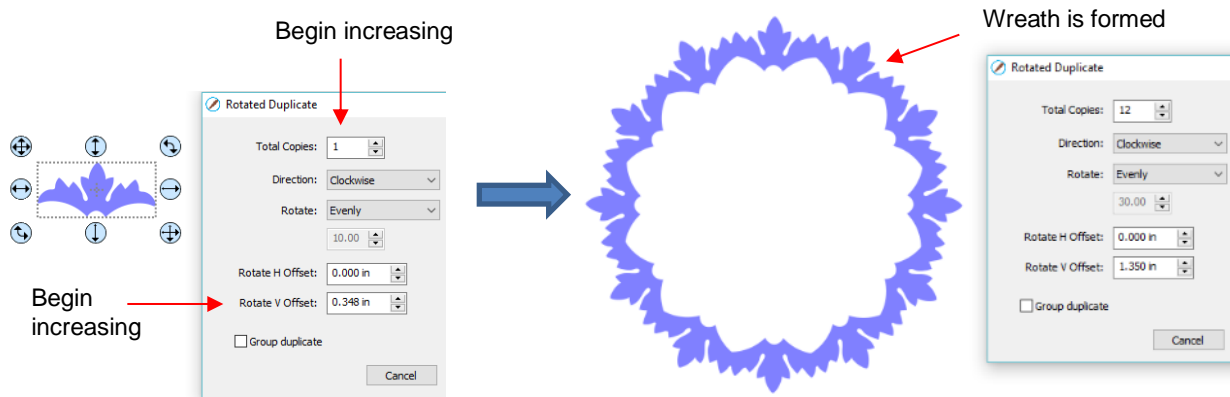 Begin increasing
Rotated Duplicate
Total Copies: 1
Direction: Clockwise
Rotate: Evenly
10.00
Rotate H Offset: 0.000 in
Rotate V Offset: 0.348 in
Group duplicate
Cancel
Begin
increasing
Wreath is formed
Rotated Duplicate
Total Copies: 12
Direction: Clockwise
Rotate: Evenly
30.00
Rotate H Offset: 0.000 in
Rotate V Offset: 1.350 in
Group duplicate
Cancel